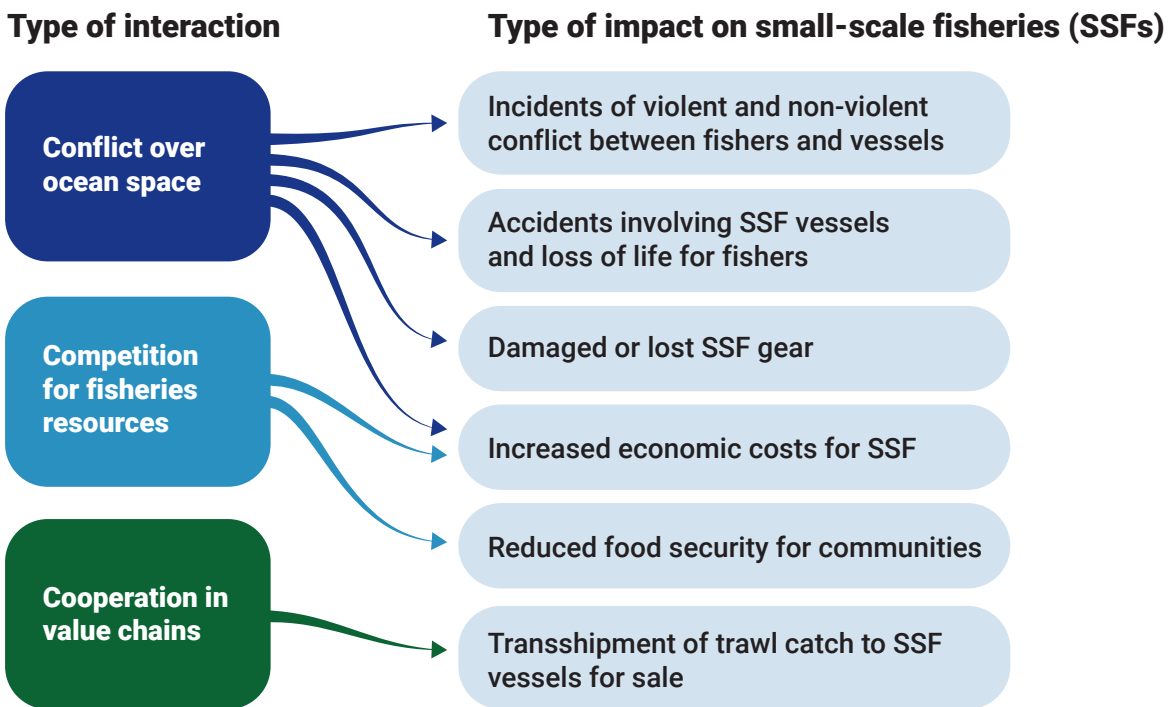 Type of interaction
Type of impact on small-scale fisheries (SSFs)
Conflict over
ocean space
Incidents of violent and non-violent
conflict between fishers and vessels
Accidents involving SSF vessels
and loss of life for fishers
Damaged or lost SSF gear
Competition
for fisheries
resources
Increased economic costs for SSF
Reduced food security for communities
Cooperation in
value chains
Transshipment of trawl catch to SSF
vessels for sale